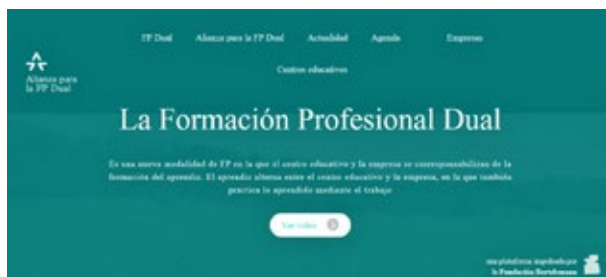 FP Dual Alianza para la FP Dual Actualidad Agenda Empresas
Centros educativos
Alianza para
la FP Dual
La Formación Profesional Dual
Es una nueva modalidad de FP en la que el centro educativo y la empresa se corresponsabilizan de la
formación del aprendiz. El aprendiz alterna entre el centro educativo y la empresa, en la que también
practica lo aprendido mediante el trabajo
Ver vídeo
una plataforma impulsada por
la Fundación Bertelsmann